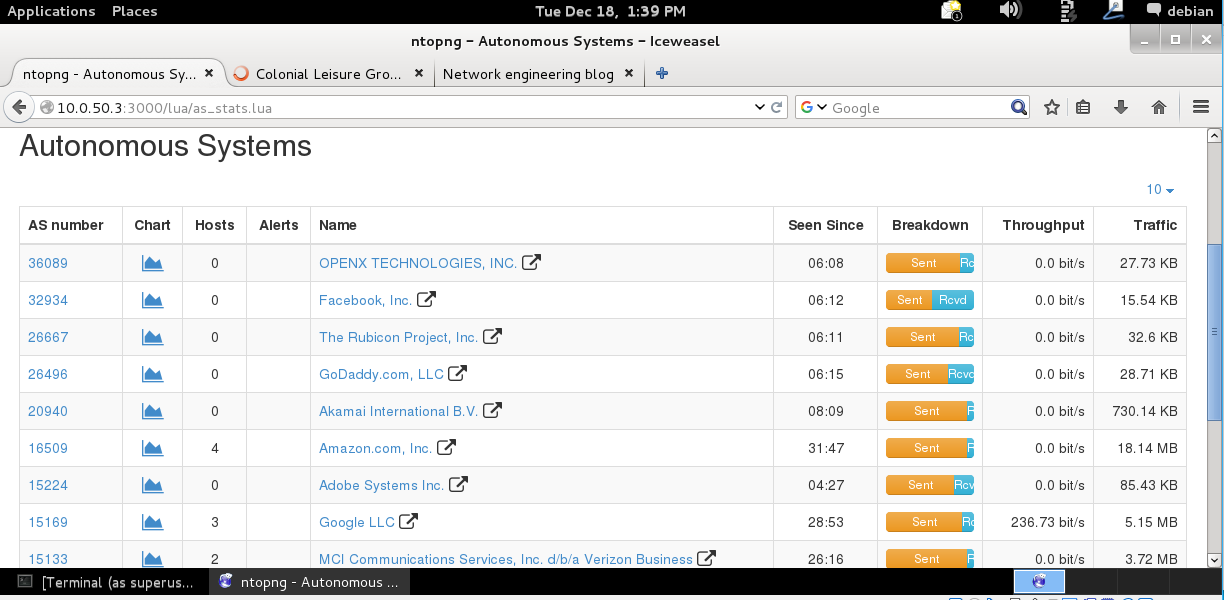 Applications Places Tue Dec 18, 1:39 PM 1 debian
ntopng - Autonomous Systems - Iceweasel
ntopng - Autonomous Sy... × Colonial Leisure Gro... × Network engineering blog ×
10.0.50.3:3000/lua/as_stats.lua Google
Autonomous Systems
10
AS number Chart Hosts Alerts Name Seen Since Breakdown Throughput Traffic
36089 0 OPENX TECHNOLOGIES, INC. 06:08 Sent Rc 0.0 bit/s 27.73 KB
32934 0 Facebook, Inc. 06:12 Sent Rcvd 0.0 bit/s 15.54 KB
26667 0 The Rubicon Project, Inc. 06:11 Sent Rc 0.0 bit/s 32.6 KB
26496 0 GoDaddy.com, LLC 06:15 Sent Rcvd 0.0 bit/s 28.71 KB
20940 0 Akamai International B.V. 08:09 Sent 0.0 bit/s 730.14 KB
16509 4 Amazon.com, Inc. 31:47 Sent 0.0 bit/s 18.14 MB
15224 0 Adobe Systems Inc. 04:27 Sent Rcv 0.0 bit/s 85.43 KB
15169 3 Google LLC 28:53 Sent Rc 236.73 bit/s 5.15 MB
15133 2 MCI Communications Services, Inc. d/b/a Verizon Business 26:16 Sent 0.0 bit/s 3.72 MB
[Terminal (as superus... ntopng - Autonomous ...